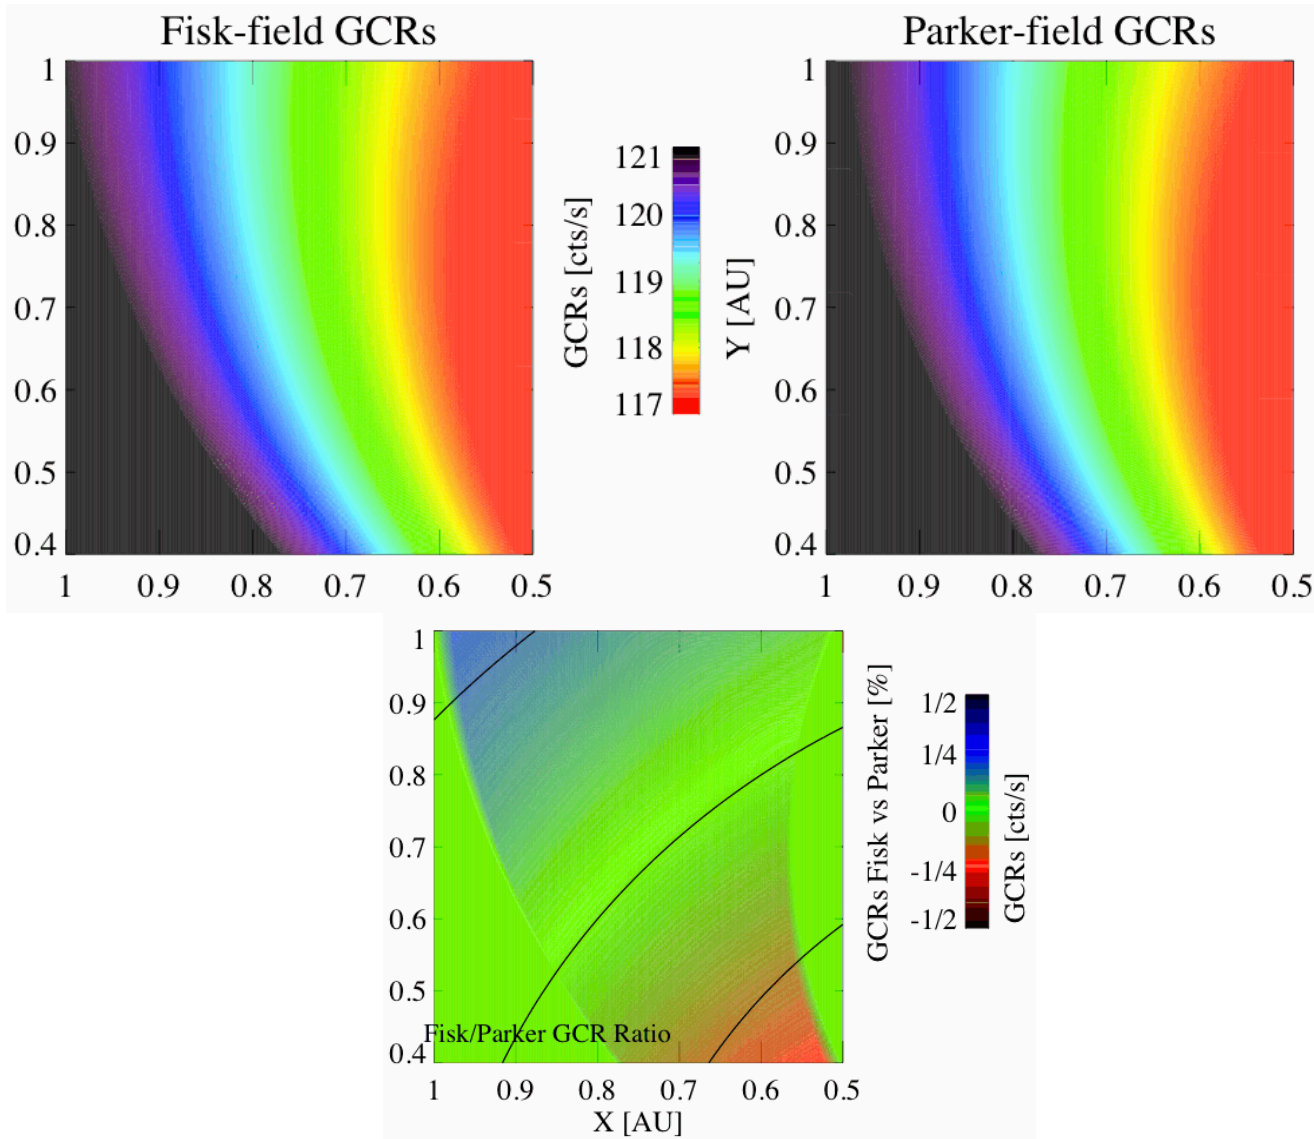 Fisk-field GCRs
1
0.9
0.8
0.7
0.6
0.5
0.4
1 0.9 0.8 0.7 0.6 0.5
GCRs [cts/s]
121
120
119
118
117
Parker-field GCRs
Y [AU]
1
0.9
0.8
0.7
0.6
0.5
0.4
1 0.9 0.8 0.7 0.6 0.5
1
0.9
0.8
0.7
0.6
0.5
0.4
Fisk/Parker GCR Ratio
1 0.9 0.8 0.7 0.6 0.5
X [AU]
GCRs Fisk vs Parker [%]
1/2
1/4
0
-1/4
-1/2
GCRs [cts/s]